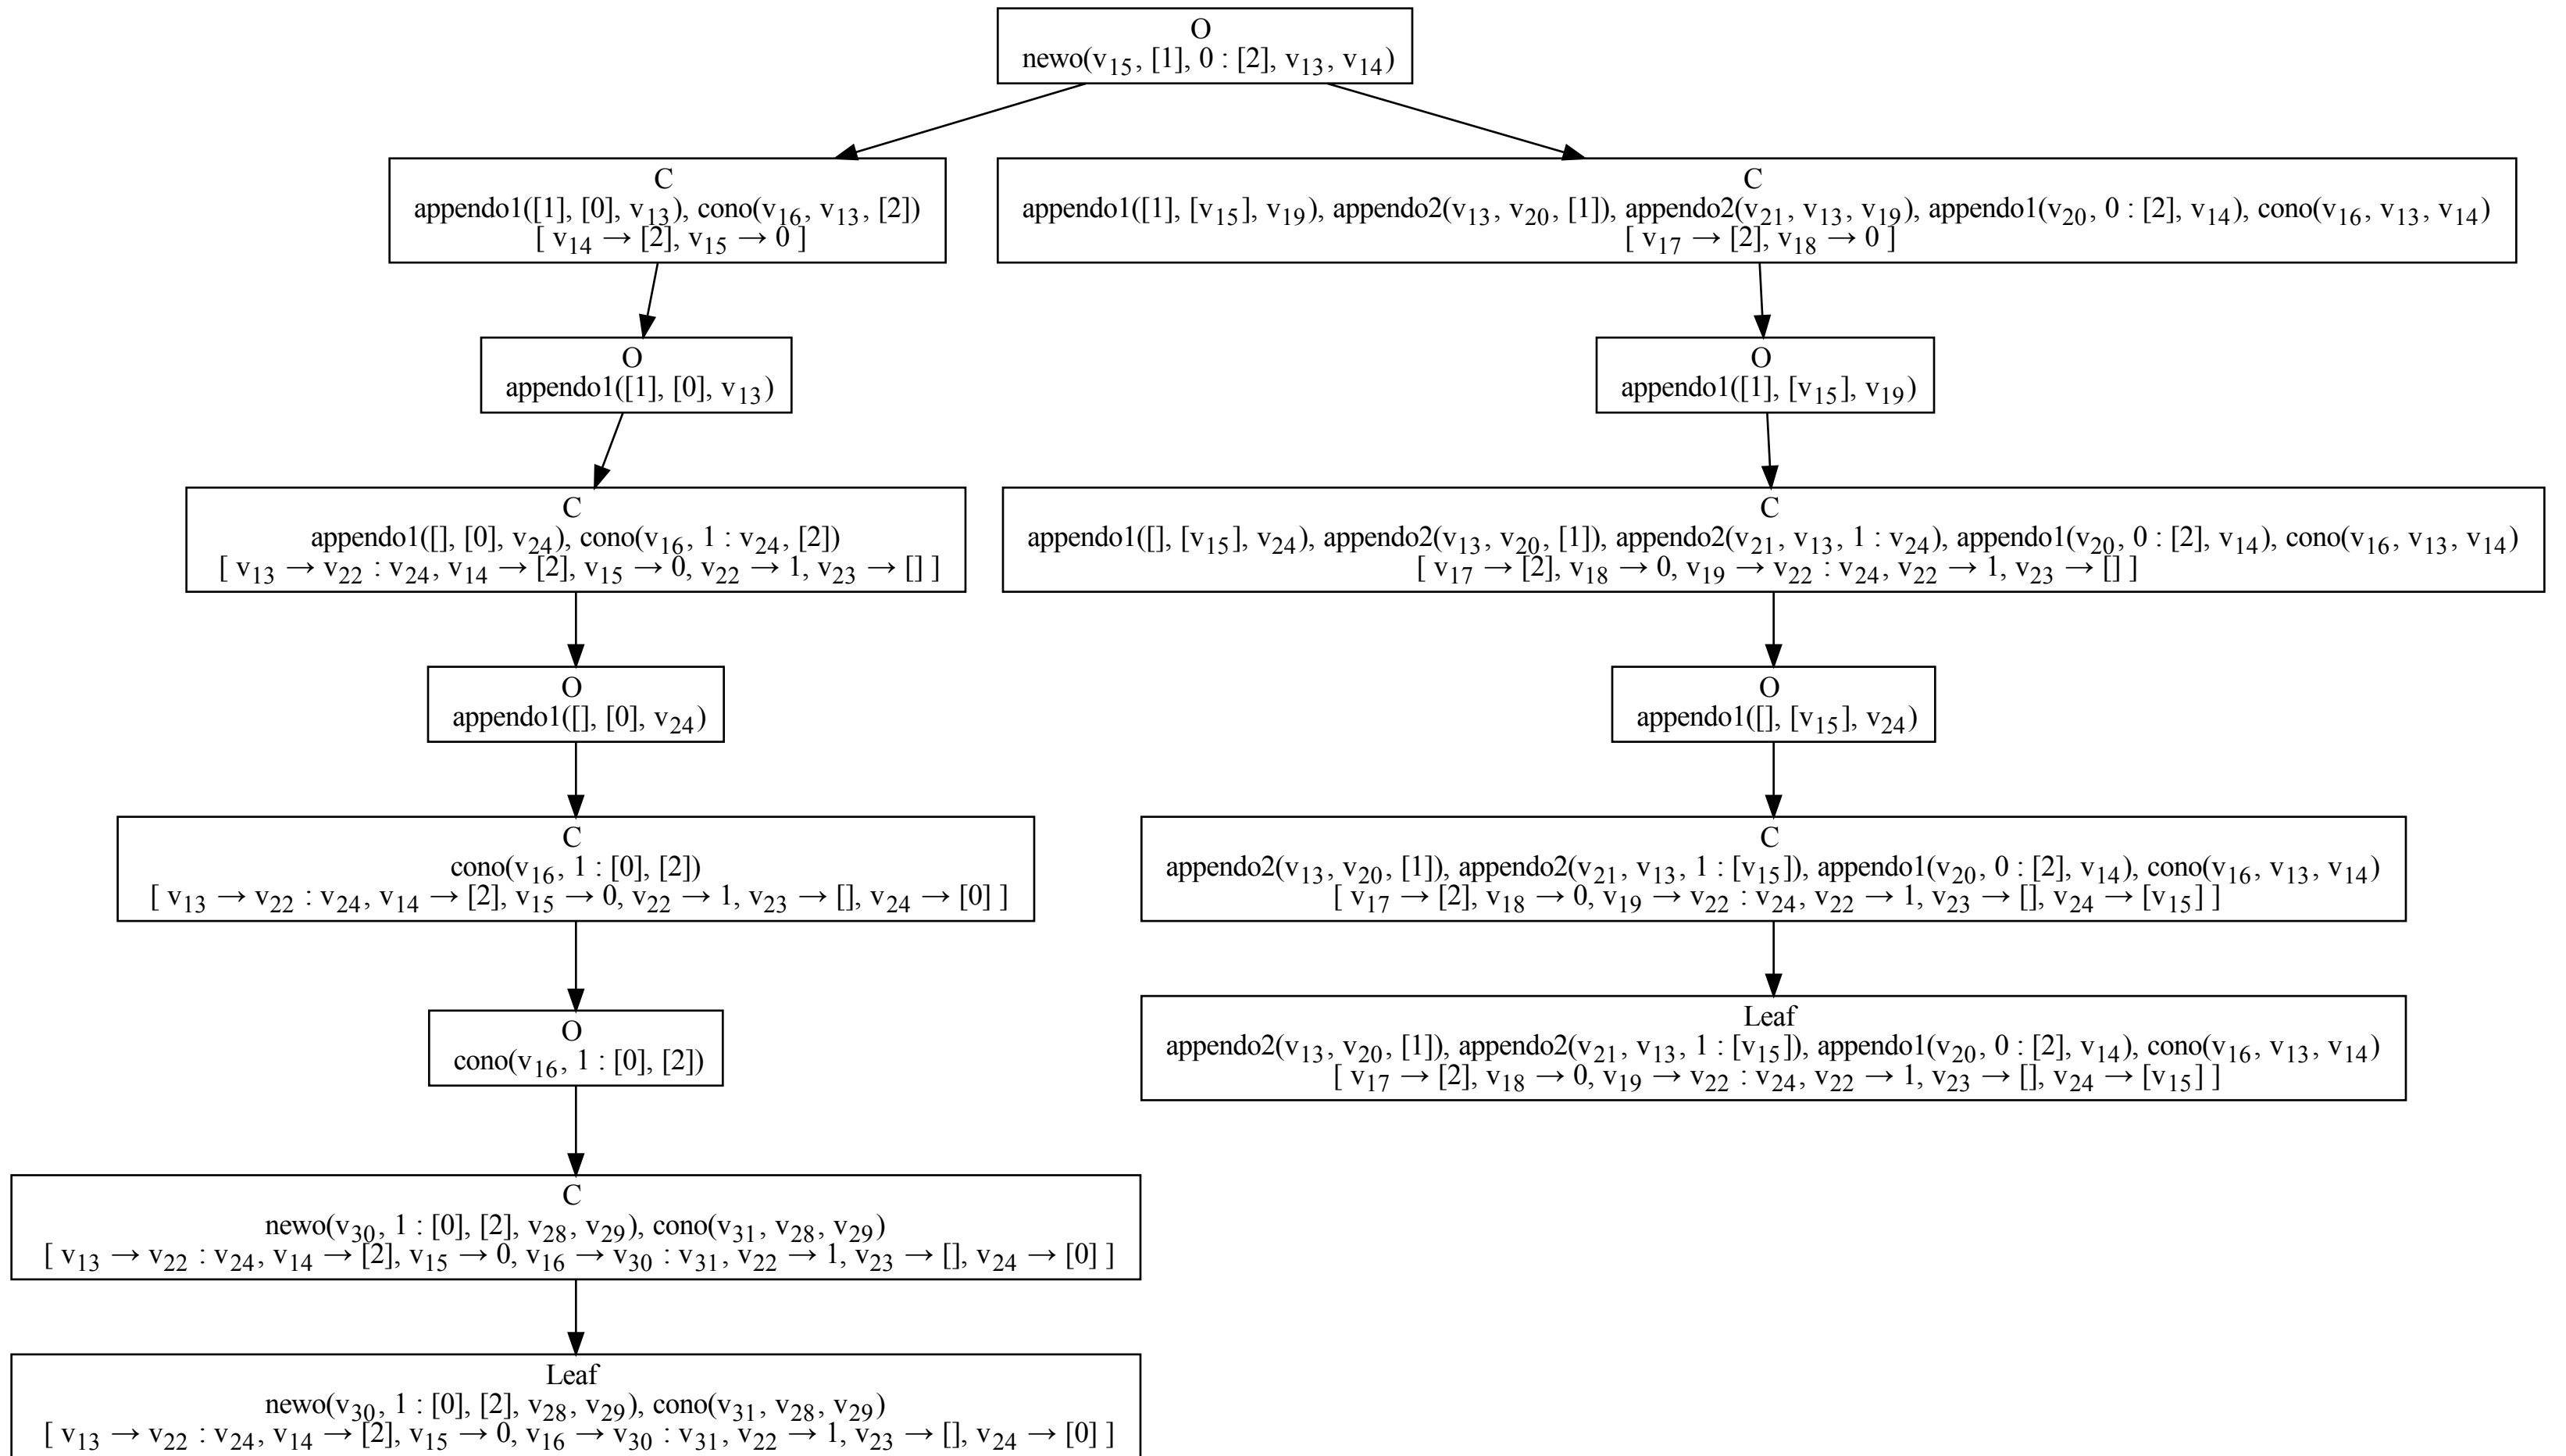 O
newo(v₁₅, [1], 0 : [2], v₁₃, v₁₄)
C
appendo1([1], [0], v₁₃), cono(v₁₆, v₁₃, [2])
[ v₁₄ → [2], v₁₅ → 0 ]
C
appendo1([1], [v₁₅], v₁₉), appendo2(v₁₃, v₂₀, [1]), appendo2(v₂₁, v₁₃, v₁₉), appendo1(v₂₀, 0 : [2], v₁₄), cono(v₁₆, v₁₃, v₁₄)
[ v₁₇ → [2], v₁₈ → 0 ]
O
appendo1([1], [0], v₁₃)
O
appendo1([1], [v₁₅], v₁₉)
C
appendo1([], [0], v₂₄), cono(v₁₆, 1 : v₂₄, [2])
[ v₁₃ → v₂₂ : v₂₄, v₁₄ → [2], v₁₅ → 0, v₂₂ → 1, v₂₃ → [] ]
C
appendo1([], [v₁₅], v₂₄), appendo2(v₁₃, v₂₀, [1]), appendo2(v₂₁, v₁₃, 1 : v₂₄), appendo1(v₂₀, 0 : [2], v₁₄), cono(v₁₆, v₁₃, v₁₄)
[ v₁₇ → [2], v₁₈ → 0, v₁₉ → v₂₂ : v₂₄, v₂₂ → 1, v₂₃ → [] ]
O
appendo1([], [0], v₂₄)
O
appendo1([], [v₁₅], v₂₄)
C
cono(v₁₆, 1 : [0], [2])
[ v₁₃ → v₂₂ : v₂₄, v₁₄ → [2], v₁₅ → 0, v₂₂ → 1, v₂₃ → [], v₂₄ → [0] ]
C
appendo2(v₁₃, v₂₀, [1]), appendo2(v₂₁, v₁₃, 1 : [v₁₅]), appendo1(v₂₀, 0 : [2], v₁₄), cono(v₁₆, v₁₃, v₁₄)
[ v₁₇ → [2], v₁₈ → 0, v₁₉ → v₂₂ : v₂₄, v₂₂ → 1, v₂₃ → [], v₂₄ → [v₁₅] ]
O
cono(v₁₆, 1 : [0], [2])
Leaf
appendo2(v₁₃, v₂₀, [1]), appendo2(v₂₁, v₁₃, 1 : [v₁₅]), appendo1(v₂₀, 0 : [2], v₁₄), cono(v₁₆, v₁₃, v₁₄)
[ v₁₇ → [2], v₁₈ → 0, v₁₉ → v₂₂ : v₂₄, v₂₂ → 1, v₂₃ → [], v₂₄ → [v₁₅] ]
C
newo(v₃₀, 1 : [0], [2], v₂₈, v₂₉), cono(v₃₁, v₂₈, v₂₉)
[ v₁₃ → v₂₂ : v₂₄, v₁₄ → [2], v₁₅ → 0, v₁₆ → v₃₀ : v₃₁, v₂₂ → 1, v₂₃ → [], v₂₄ → [0] ]
Leaf
newo(v₃₀, 1 : [0], [2], v₂₈, v₂₉), cono(v₃₁, v₂₈, v₂₉)
[ v₁₃ → v₂₂ : v₂₄, v₁₄ → [2], v₁₅ → 0, v₁₆ → v₃₀ : v₃₁, v₂₂ → 1, v₂₃ → [], v₂₄ → [0] ]